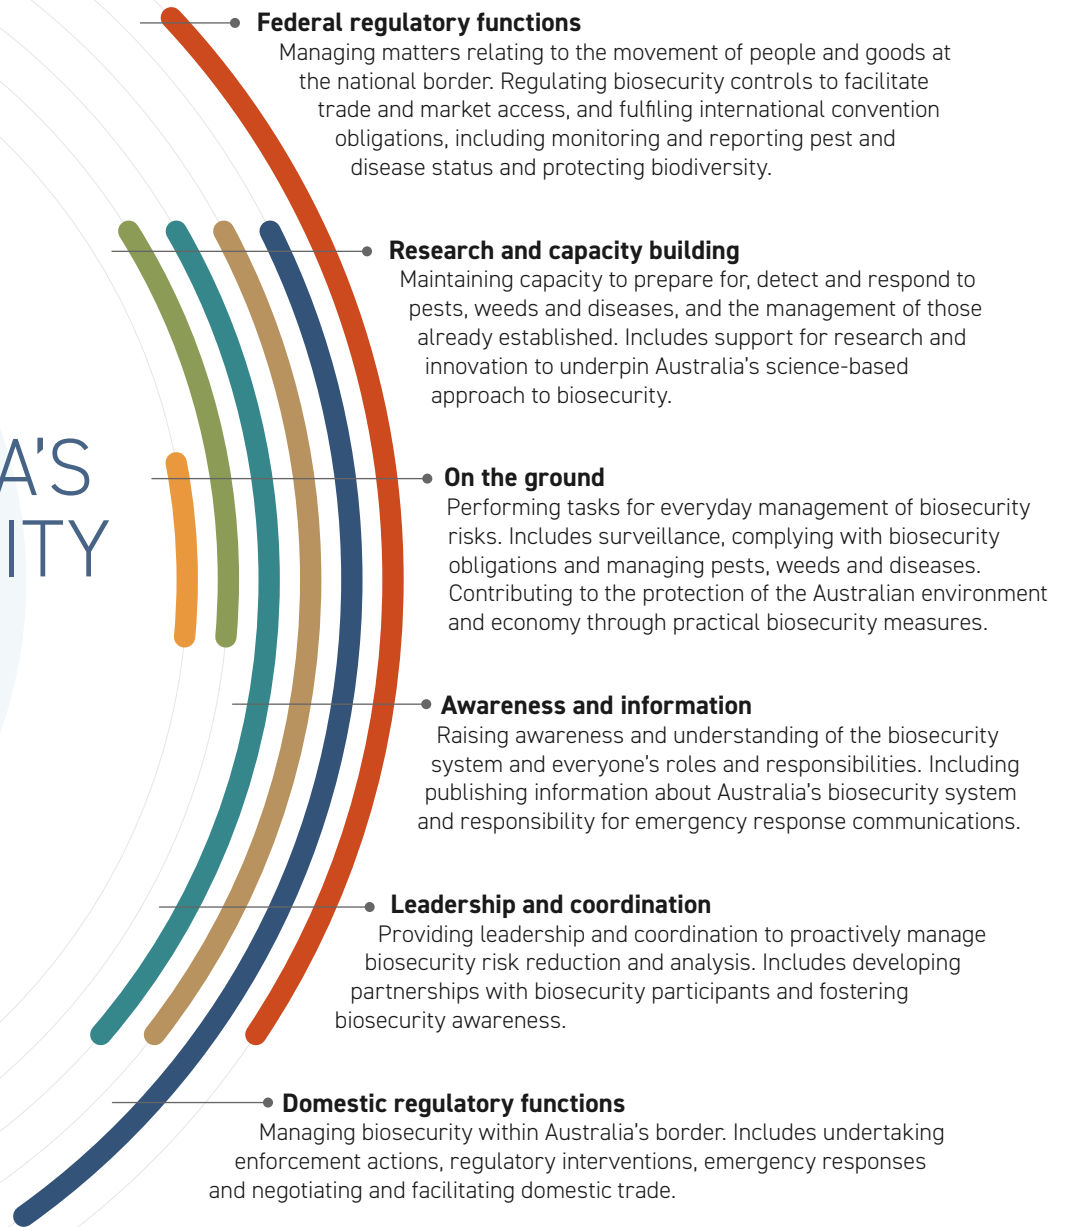 Federal regulatory functions
Managing matters relating to the movement of people and goods at
the national border. Regulating biosecurity controls to facilitate
trade and market access, and fulfiling international convention
obligations, including monitoring and reporting pest and
disease status and protecting biodiversity.
Research and capacity building
Maintaining capacity to prepare for, detect and respond to
pests, weeds and diseases, and the management of those
already established. Includes support for research and
innovation to underpin Australia's science-based
approach to biosecurity.
A'S
ITY
On the ground
Performing tasks for everyday management of biosecurity
risks. Includes surveillance, complying with biosecurity
obligations and managing pests, weeds and diseases.
Contributing to the protection of the Australian environment
and economy through practical biosecurity measures.
Awareness and information
Raising awareness and understanding of the biosecurity
system and everyone's roles and responsibilities. Including
publishing information about Australia's biosecurity system
and responsibility for emergency response communications.
Leadership and coordination
Providing leadership and coordination to proactively manage
biosecurity risk reduction and analysis. Includes developing
partnerships with biosecurity participants and fostering
biosecurity awareness.
Domestic regulatory functions
Managing biosecurity within Australia's border. Includes undertaking
enforcement actions, regulatory interventions, emergency responses
and negotiating and facilitating domestic trade.